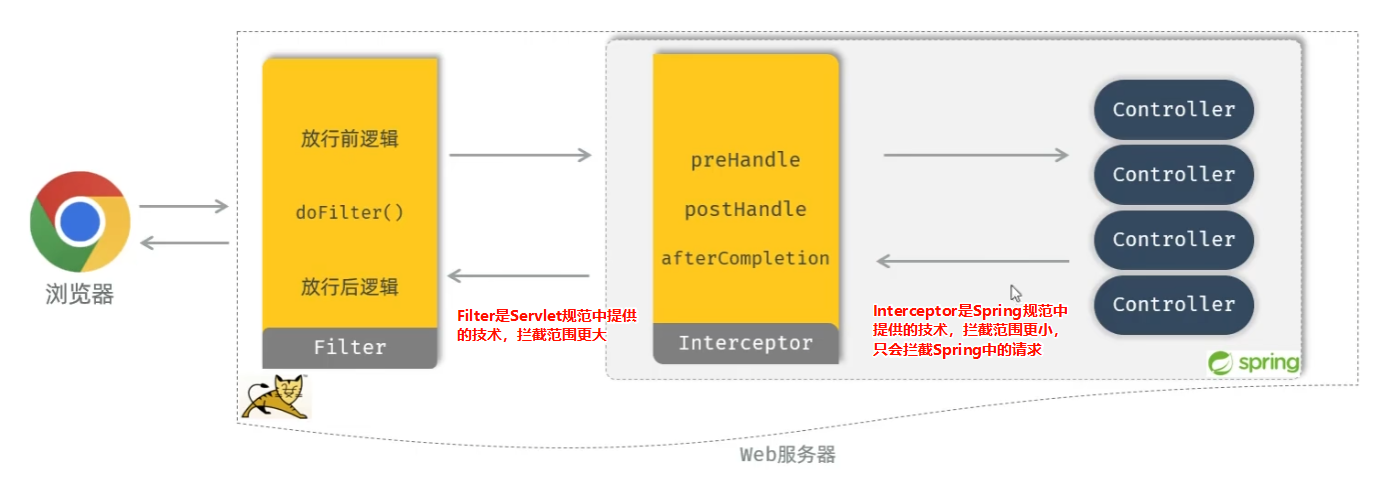 放行前逻辑
doFilter()
放行后逻辑
Filter
浏览器
Filter是Servlet规范中提供
的技术，拦截范围更大
preHandle
postHandle
afterCompletion
Interceptor
Interceptor是Spring规范中
提供的技术，拦截范围更小，
只会拦截Spring中的请求
Controller
Controller
Controller
Controller
spring
Web服务器